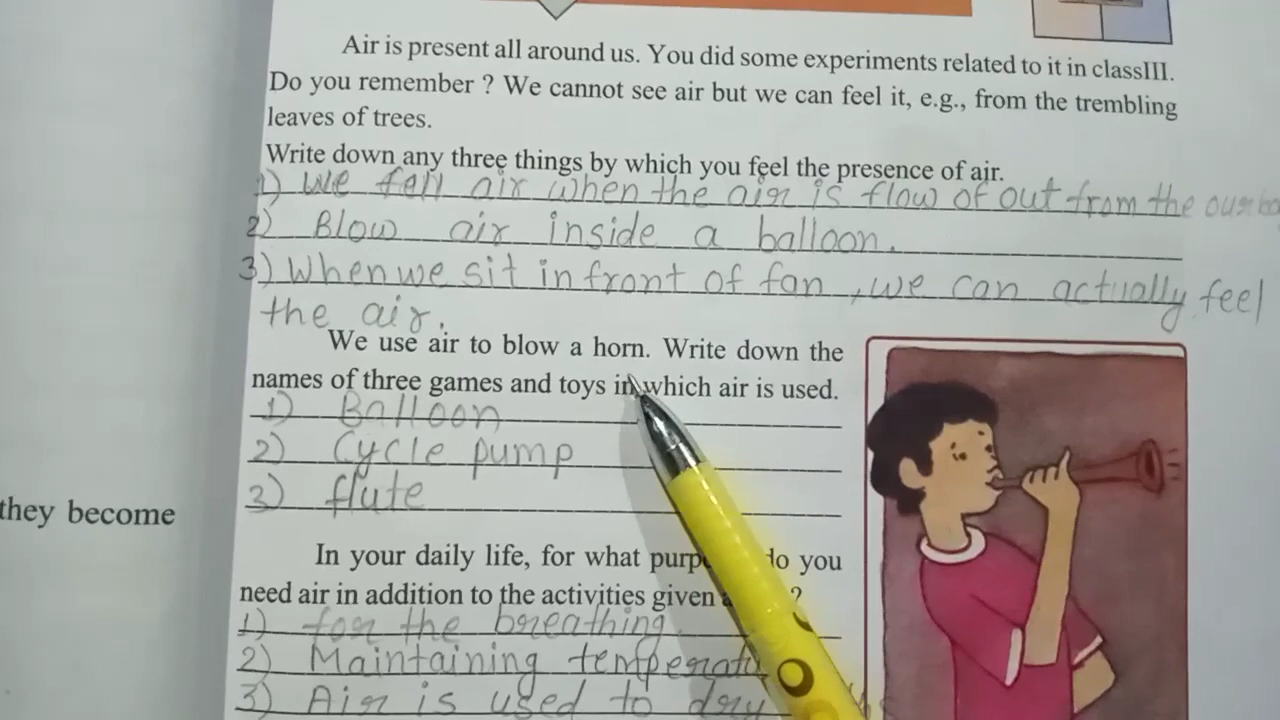 Air is present all around us. You did some experiments related to it in classIII.
Do you remember ? We cannot see air but we can feel it, e.g., from the trembling
leaves of trees.
Write down any three things by which you feel the presence of air.
1) We fell air when the air is flow of out from the
2) Blow air inside a balloon.
3) When we sit in front of fan, we can actually feel
the air.
We use air to blow a horn. Write down the
names of three games and toys in which air is used.
1) Balloon
2) Cycle pump
3) flute
they become
In your daily life, for what do you
need air in addition to the activities given ?
1) for the breathing
2) Maintaining
3) Air is used to dry